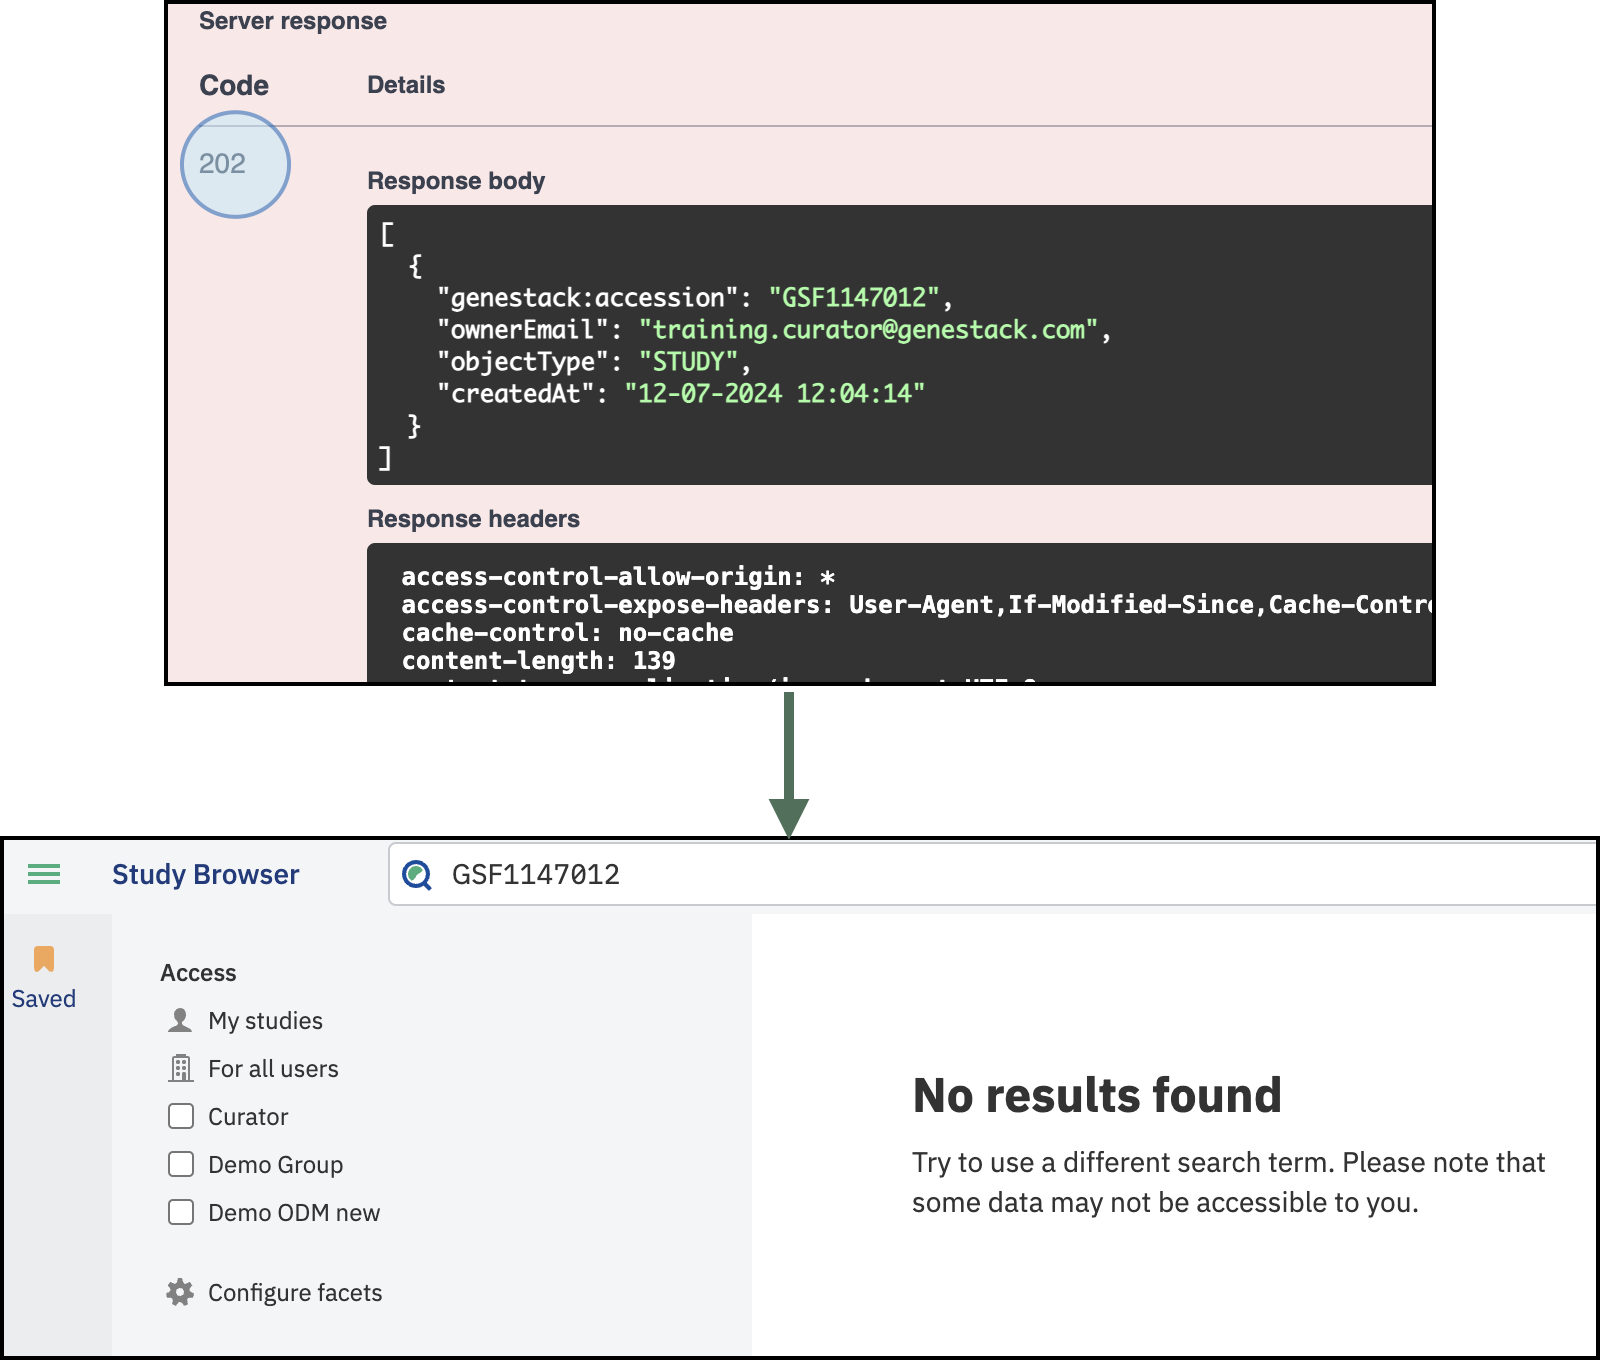 Server response
Code Details
202
Response body
[
{
"genestack:accession": "GSF1147012",
"ownerEmail": "training.curator@genestack.com",
"objectType": "STUDY",
"createdAt": "12-07-2024 12:04:14"
}
]
Response headers
access-control-allow-origin: *
access-control-expose-headers: User-Agent,If-Modified-Since,Cache-Contro
cache-control: no-cache
content-length: 139
Study Browser GSF1147012
Saved
Access
My studies
For all users
Curator
Demo Group
Demo ODM new
Configure facets
No results found
Try to use a different search term. Please note that
some data may not be accessible to you.